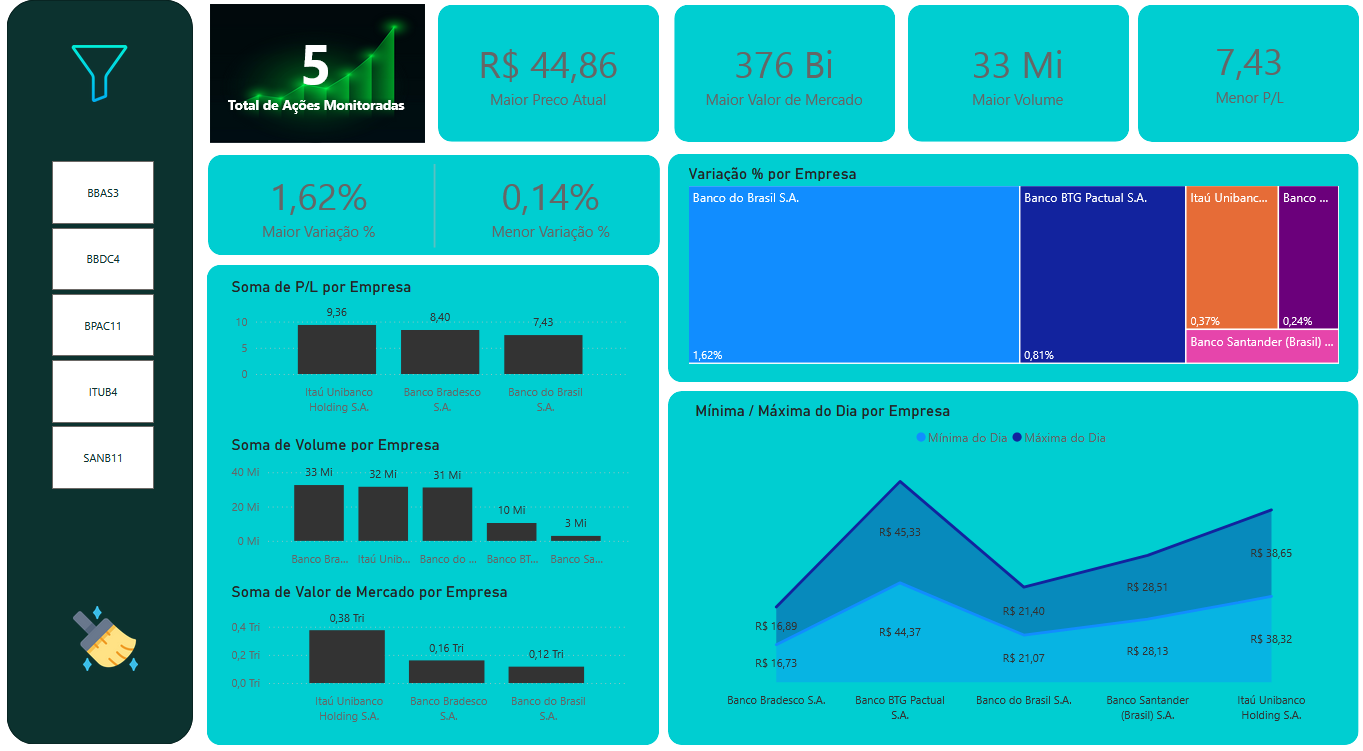 BBAS3
BBDC4
BPAC11
ITUB4
SANB11
5
Total de Ações Monitoradas
R$ 44,86
Maior Preco Atual
376 Bi
Maior Valor de Mercado
33 Mi
Maior Volume
7,43
Menor P/L
1,62%
Maior Variação %
0,14%
Menor Variação %
Variação % por Empresa
Banco do Brasil S.A.
1,62%
Banco BTG Pactual S.A.
0,81%
Itaú Unibanc...
0,37%
Banco ...
0,24%
Banco Santander (Brasil) ...
Soma de P/L por Empresa
10
5
0
9,36
8,40
7,43
Itaú Unibanco
Holding S.A.
Banco Bradesco
S.A.
Banco do Brasil
S.A.
Soma de Volume por Empresa
40 Mi
20 Mi
0 Mi
33 Mi
32 Mi
31 Mi
10 Mi
3 Mi
Banco Bra...
Itaú Unib...
Banco do ...
Banco BT...
Banco Sa...
Soma de Valor de Mercado por Empresa
0,4 Tri
0,2 Tri
0,0 Tri
0,38 Tri
0,16 Tri
0,12 Tri
Itaú Unibanco
Holding S.A.
Banco Bradesco
S.A.
Banco do Brasil
S.A.
Mínima / Máxima do Dia por Empresa
Mínima do Dia
Máxima do Dia
R$ 16,89
R$ 16,73
R$ 45,33
R$ 44,37
R$ 21,40
R$ 21,07
R$ 28,51
R$ 28,13
R$ 38,65
R$ 38,32
Banco Bradesco S.A.
Banco BTG Pactual
S.A.
Banco do Brasil S.A.
Banco Santander
(Brasil) S.A.
Itaú Unibanco
Holding S.A.